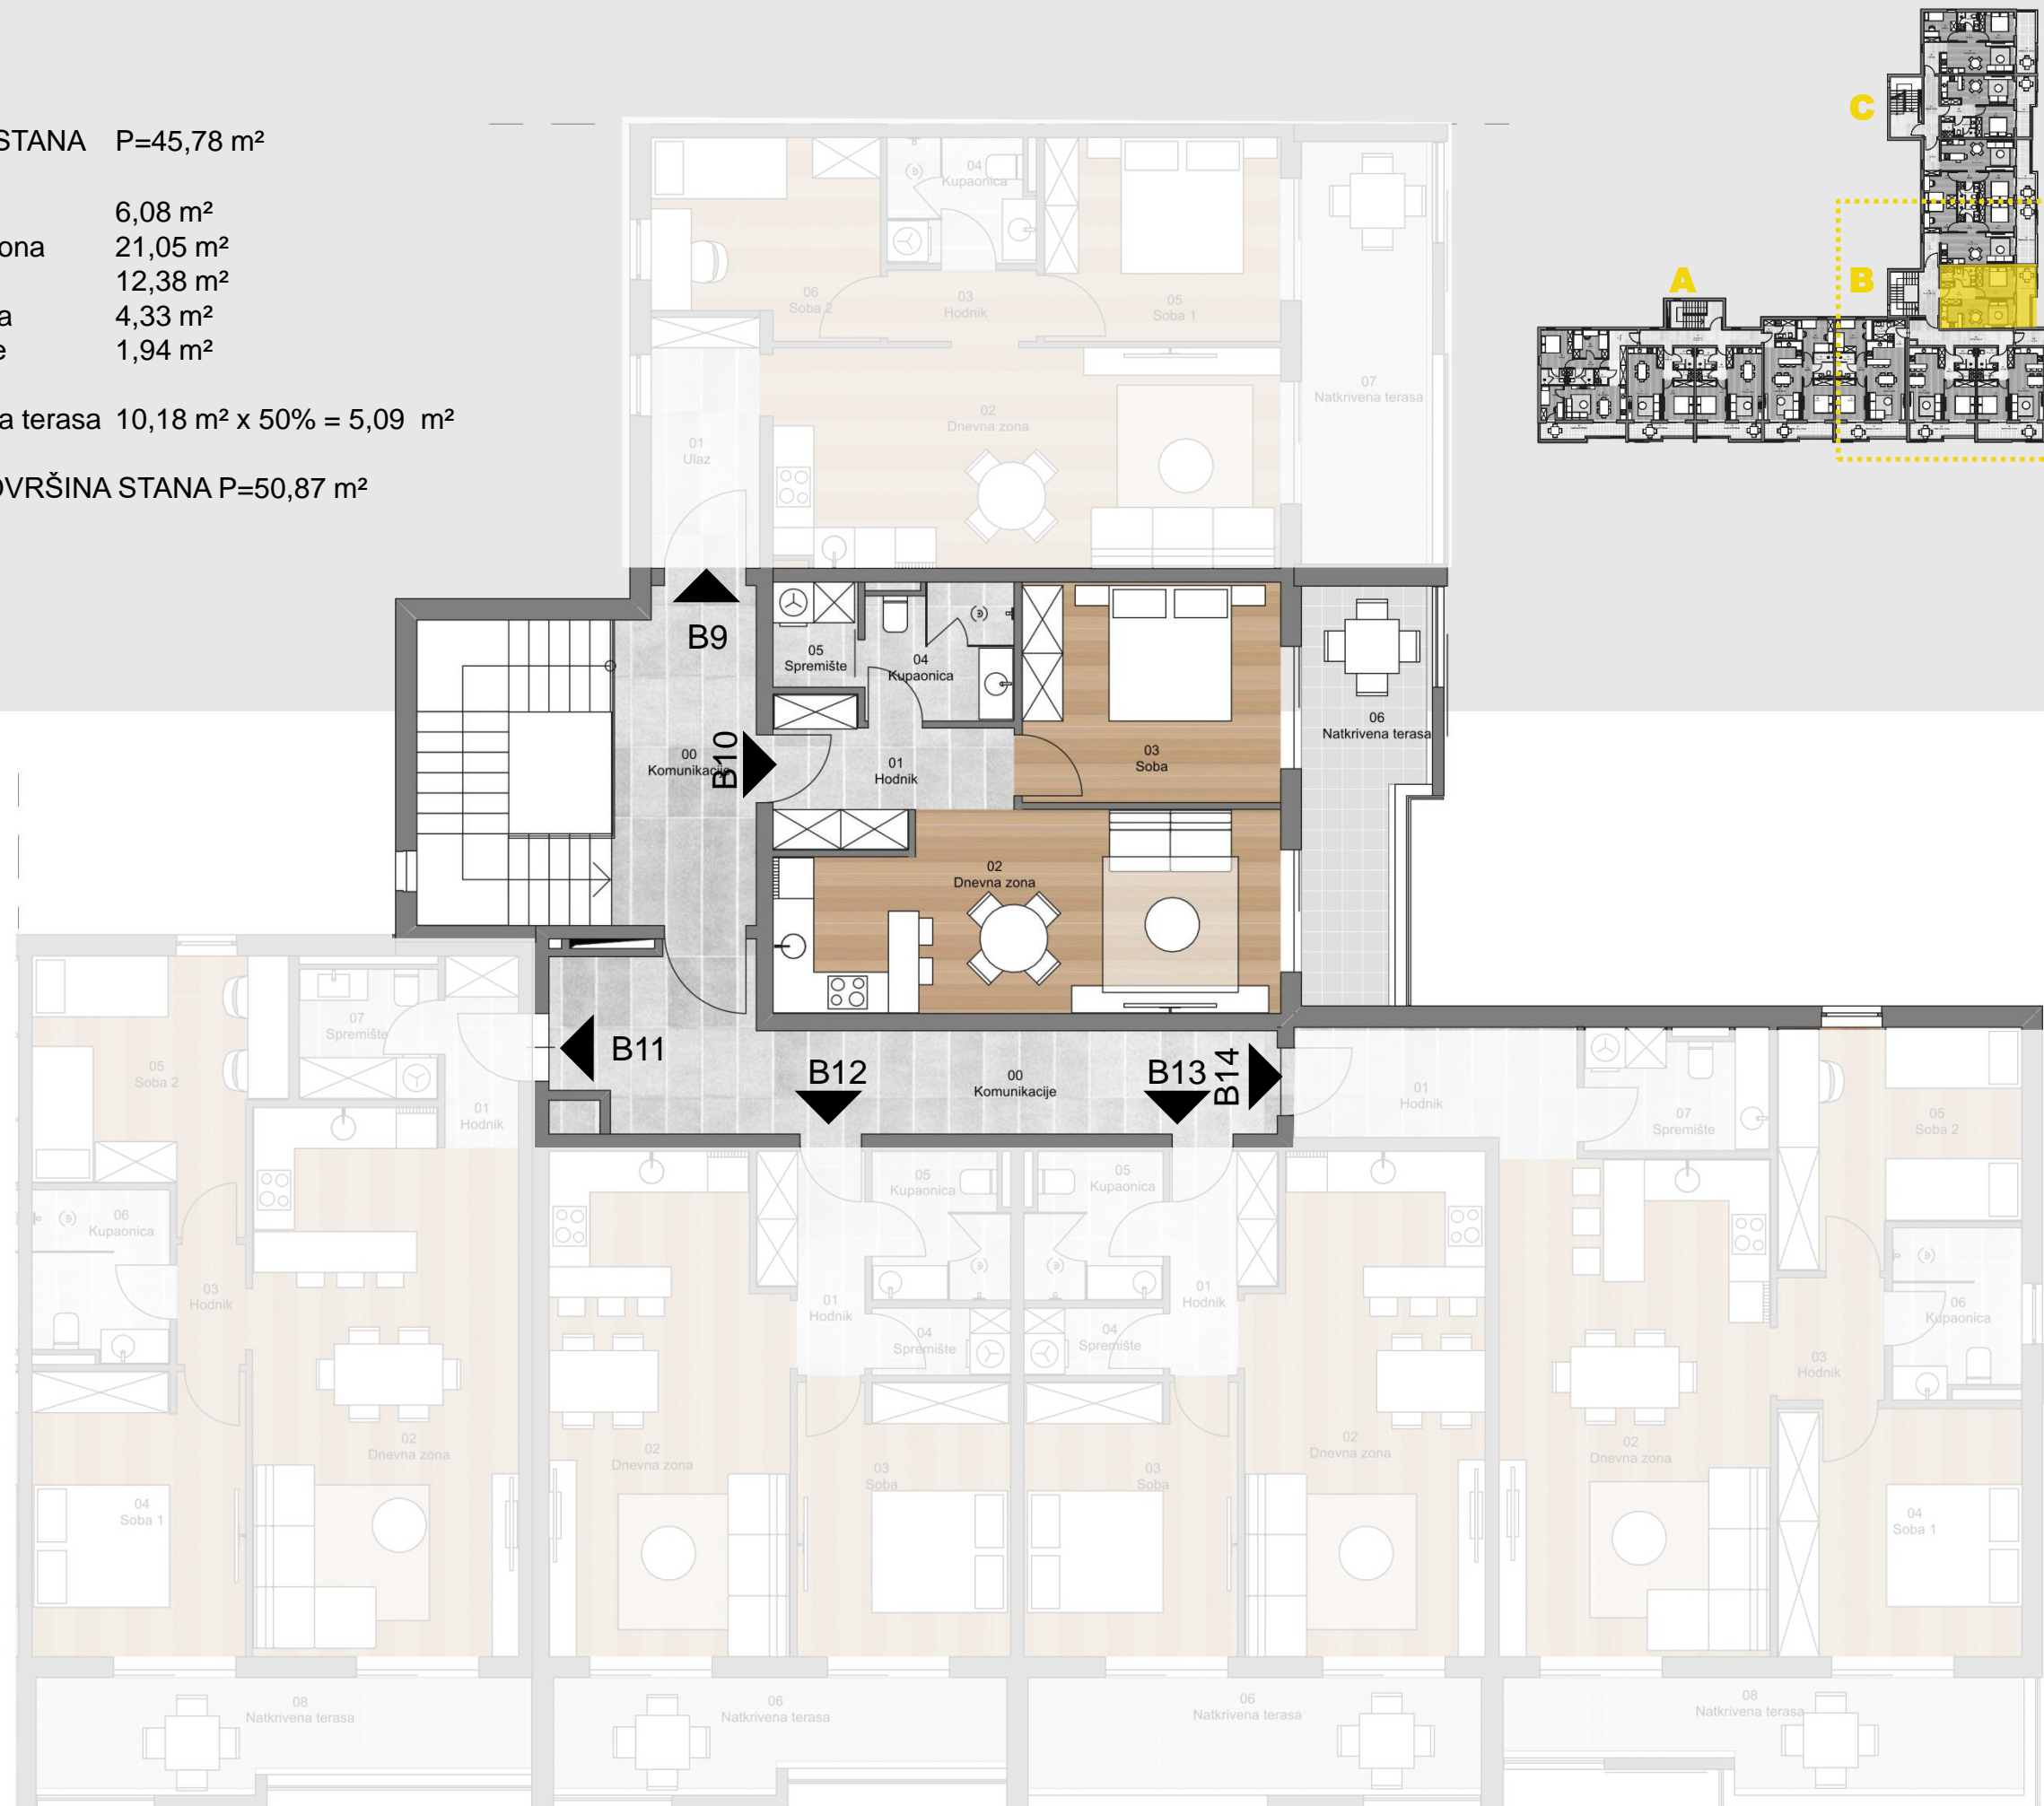 STANA P=45,78 m²
6,08 m²
ona 21,05 m²
12,38 m²
a 4,33 m²
e 1,94 m²
a terasa 10,18 m² x 50% = 5,09 m²
OVRŠINA STANA P=50,87 m²
C
A
B
04
Kupaonica
06
Soba 2
03
Hodnik
05
Soba 1
07
Natkrivena terasa
01
Ulaz
02
Dnevna zona
B9
05
Spremište
04
Kupaonica
06
Natkrivena terasa
00
Komunikacije
B10
01
Hodnik
03
Soba
02
Dnevna zona
B11
B12
00
Komunikacije
B13
B14
07
Spremište
05
Soba 2
01
Hodnik
01
Hodnik
07
Spremište
05
Soba 2
06
Kupaonica
03
Hodnik
05
Kupaonica
05
Kupaonica
01
Hodnik
01
Hodnik
04
Spremište
04
Spremište
06
Kupaonica
03
Hodnik
02
Dnevna zona
02
Dnevna zona
03
Soba
03
Soba
02
Dnevna zona
02
Dnevna zona
04
Soba 1
04
Soba 1
08
Natkrivena terasa
06
Natkrivena terasa
06
Natkrivena terasa
08
Natkrivena terasa